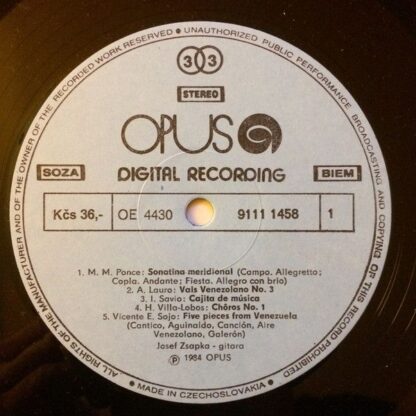 ALL RIGHTS OF THE MANUFACTURER AND OF THE OWNER OF THE RECORDED WORK RESERVED • UNAUTHORIZED PUBLIC PERFORMANCE BROADCASTING AND COPYING OF THIS RECORD PROHIBITED
33
STEREO
OPUS
DIGITAL RECORDING
SOZA
BIEM
Kčs 36,- OE 4430 9111 1458 1
1. M. M. Ponce: Sonatina meridional (Campo. Allegretto;
Copla. Andante; Fiesta. Allegro con brio)
2. A. Lauro: Vals Venezolano No. 3
3. I. Savio: Cajita de música
4. H. Villa-Lobos: Chôros No. 1
5. Vicente E. Sojo: Five pieces from Venezuela
(Cantico, Aguinaldo, Canción, Aire
Venezolano, Galerón)
Josef Zsapka - gitara
℗ 1984 OPUS
• MADE IN CZECHOSLOVAKIA •